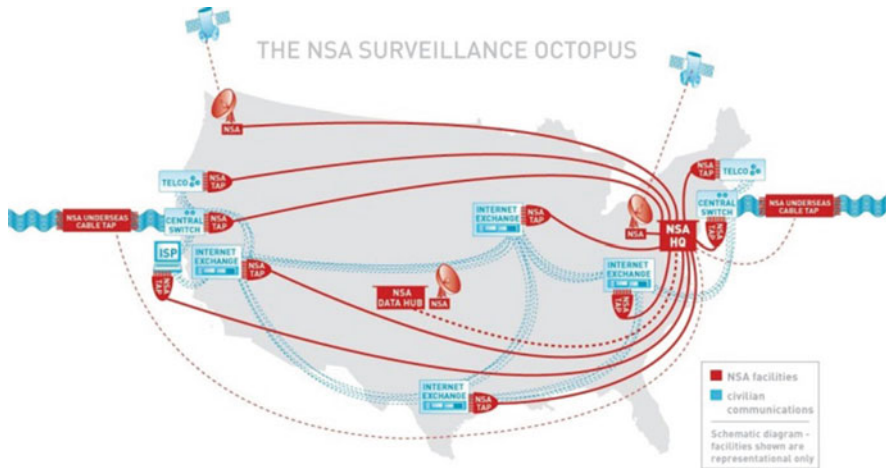 THE NSA SURVEILLANCE OCTOPUS
NSA
TELCO
NSA
TAP
NSA
TAP
TELCO
NSA UNDERSEAS
CABLE TAP
CENTRAL
SWITCH
NSA
TAP
INTERNET
EXCHANGE
NSA
TAP
NSA
NSA
HQ
CENTRAL
SWITCH
NSA
TAP
NSA UNDERSEAS
CABLE TAP
ISP
NSA
TAP
INTERNET
EXCHANGE
NSA
TAP
NSA
DATA HUB
NSA
INTERNET
EXCHANGE
NSA
TAP
INTERNET
EXCHANGE
NSA
TAP
NSA facilities
civilian
communications
Schematic diagram -
facilities shown are
representational only